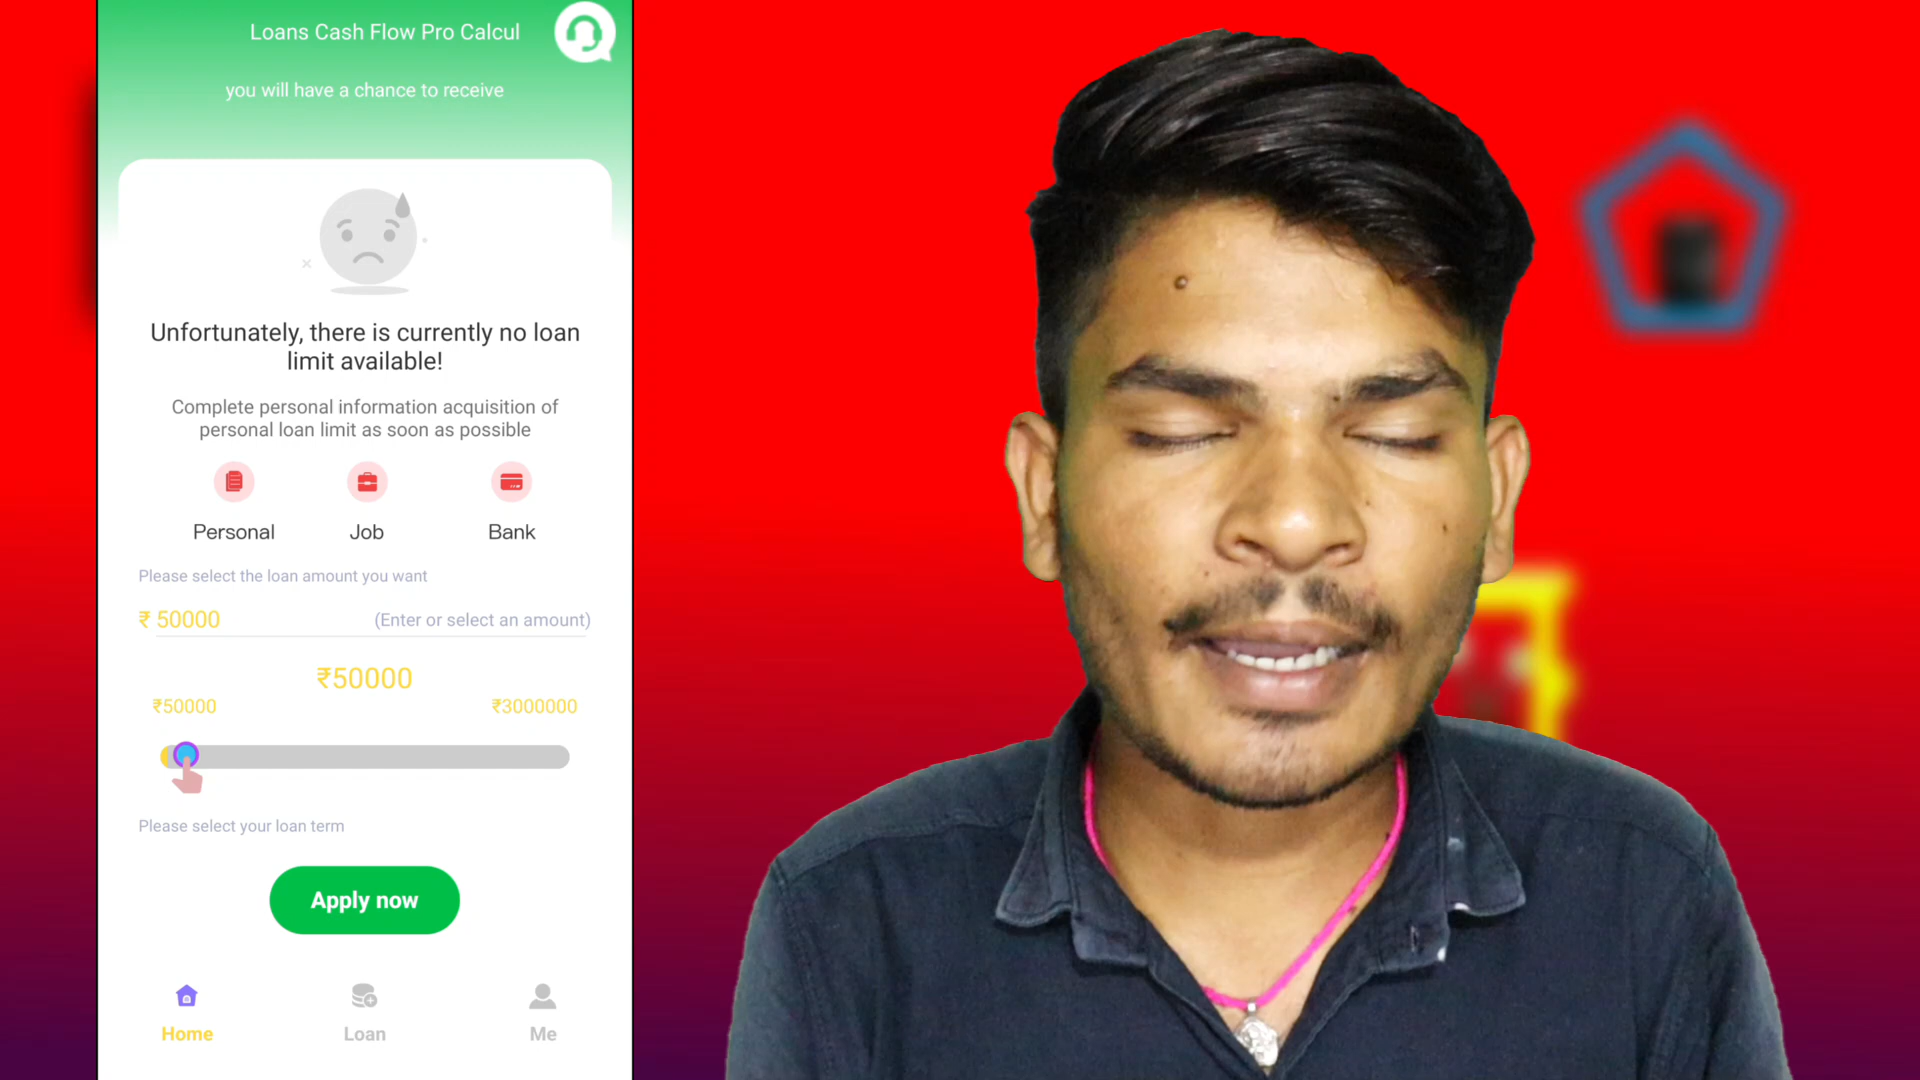 Loans Cash Flow Pro Calcul
you will have a chance to receive
Unfortunately, there is currently no loan
limit available!
Complete personal information acquisition of
personal loan limit as soon as possible
Personal Job Bank
Please select the loan amount you want
₹ 50000 (Enter or select an amount)
₹50000
₹50000 ₹3000000
Please select your loan term
Apply now
Home Loan Me